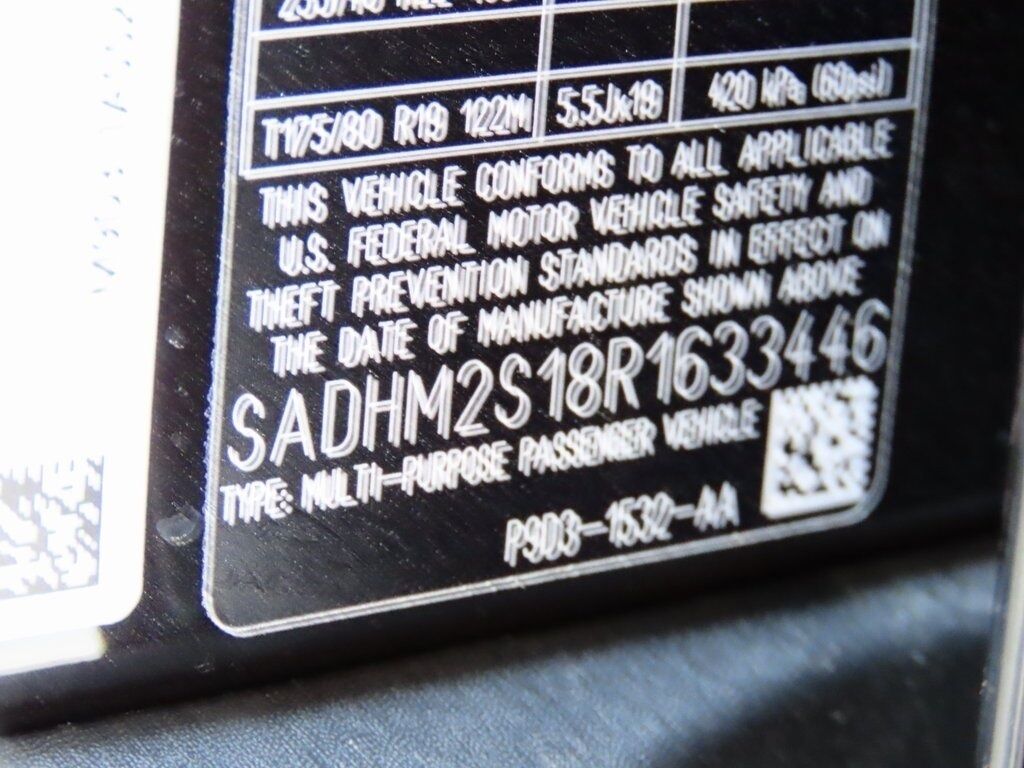 T175/80 R19 122M 5.5Jx19 420 kPa (60psi)
THIS VEHICLE CONFORMS TO ALL APPLICABLE
U.S. FEDERAL MOTOR VEHICLE SAFETY AND
THEFT PREVENTION STANDARDS IN EFFECT ON
THE DATE OF MANUFACTURE SHOWN ABOVE
SADHM2S18R1633446
TYPE: MULTI-PURPOSE PASSENGER VEHICLE
P9D3-1532-AA